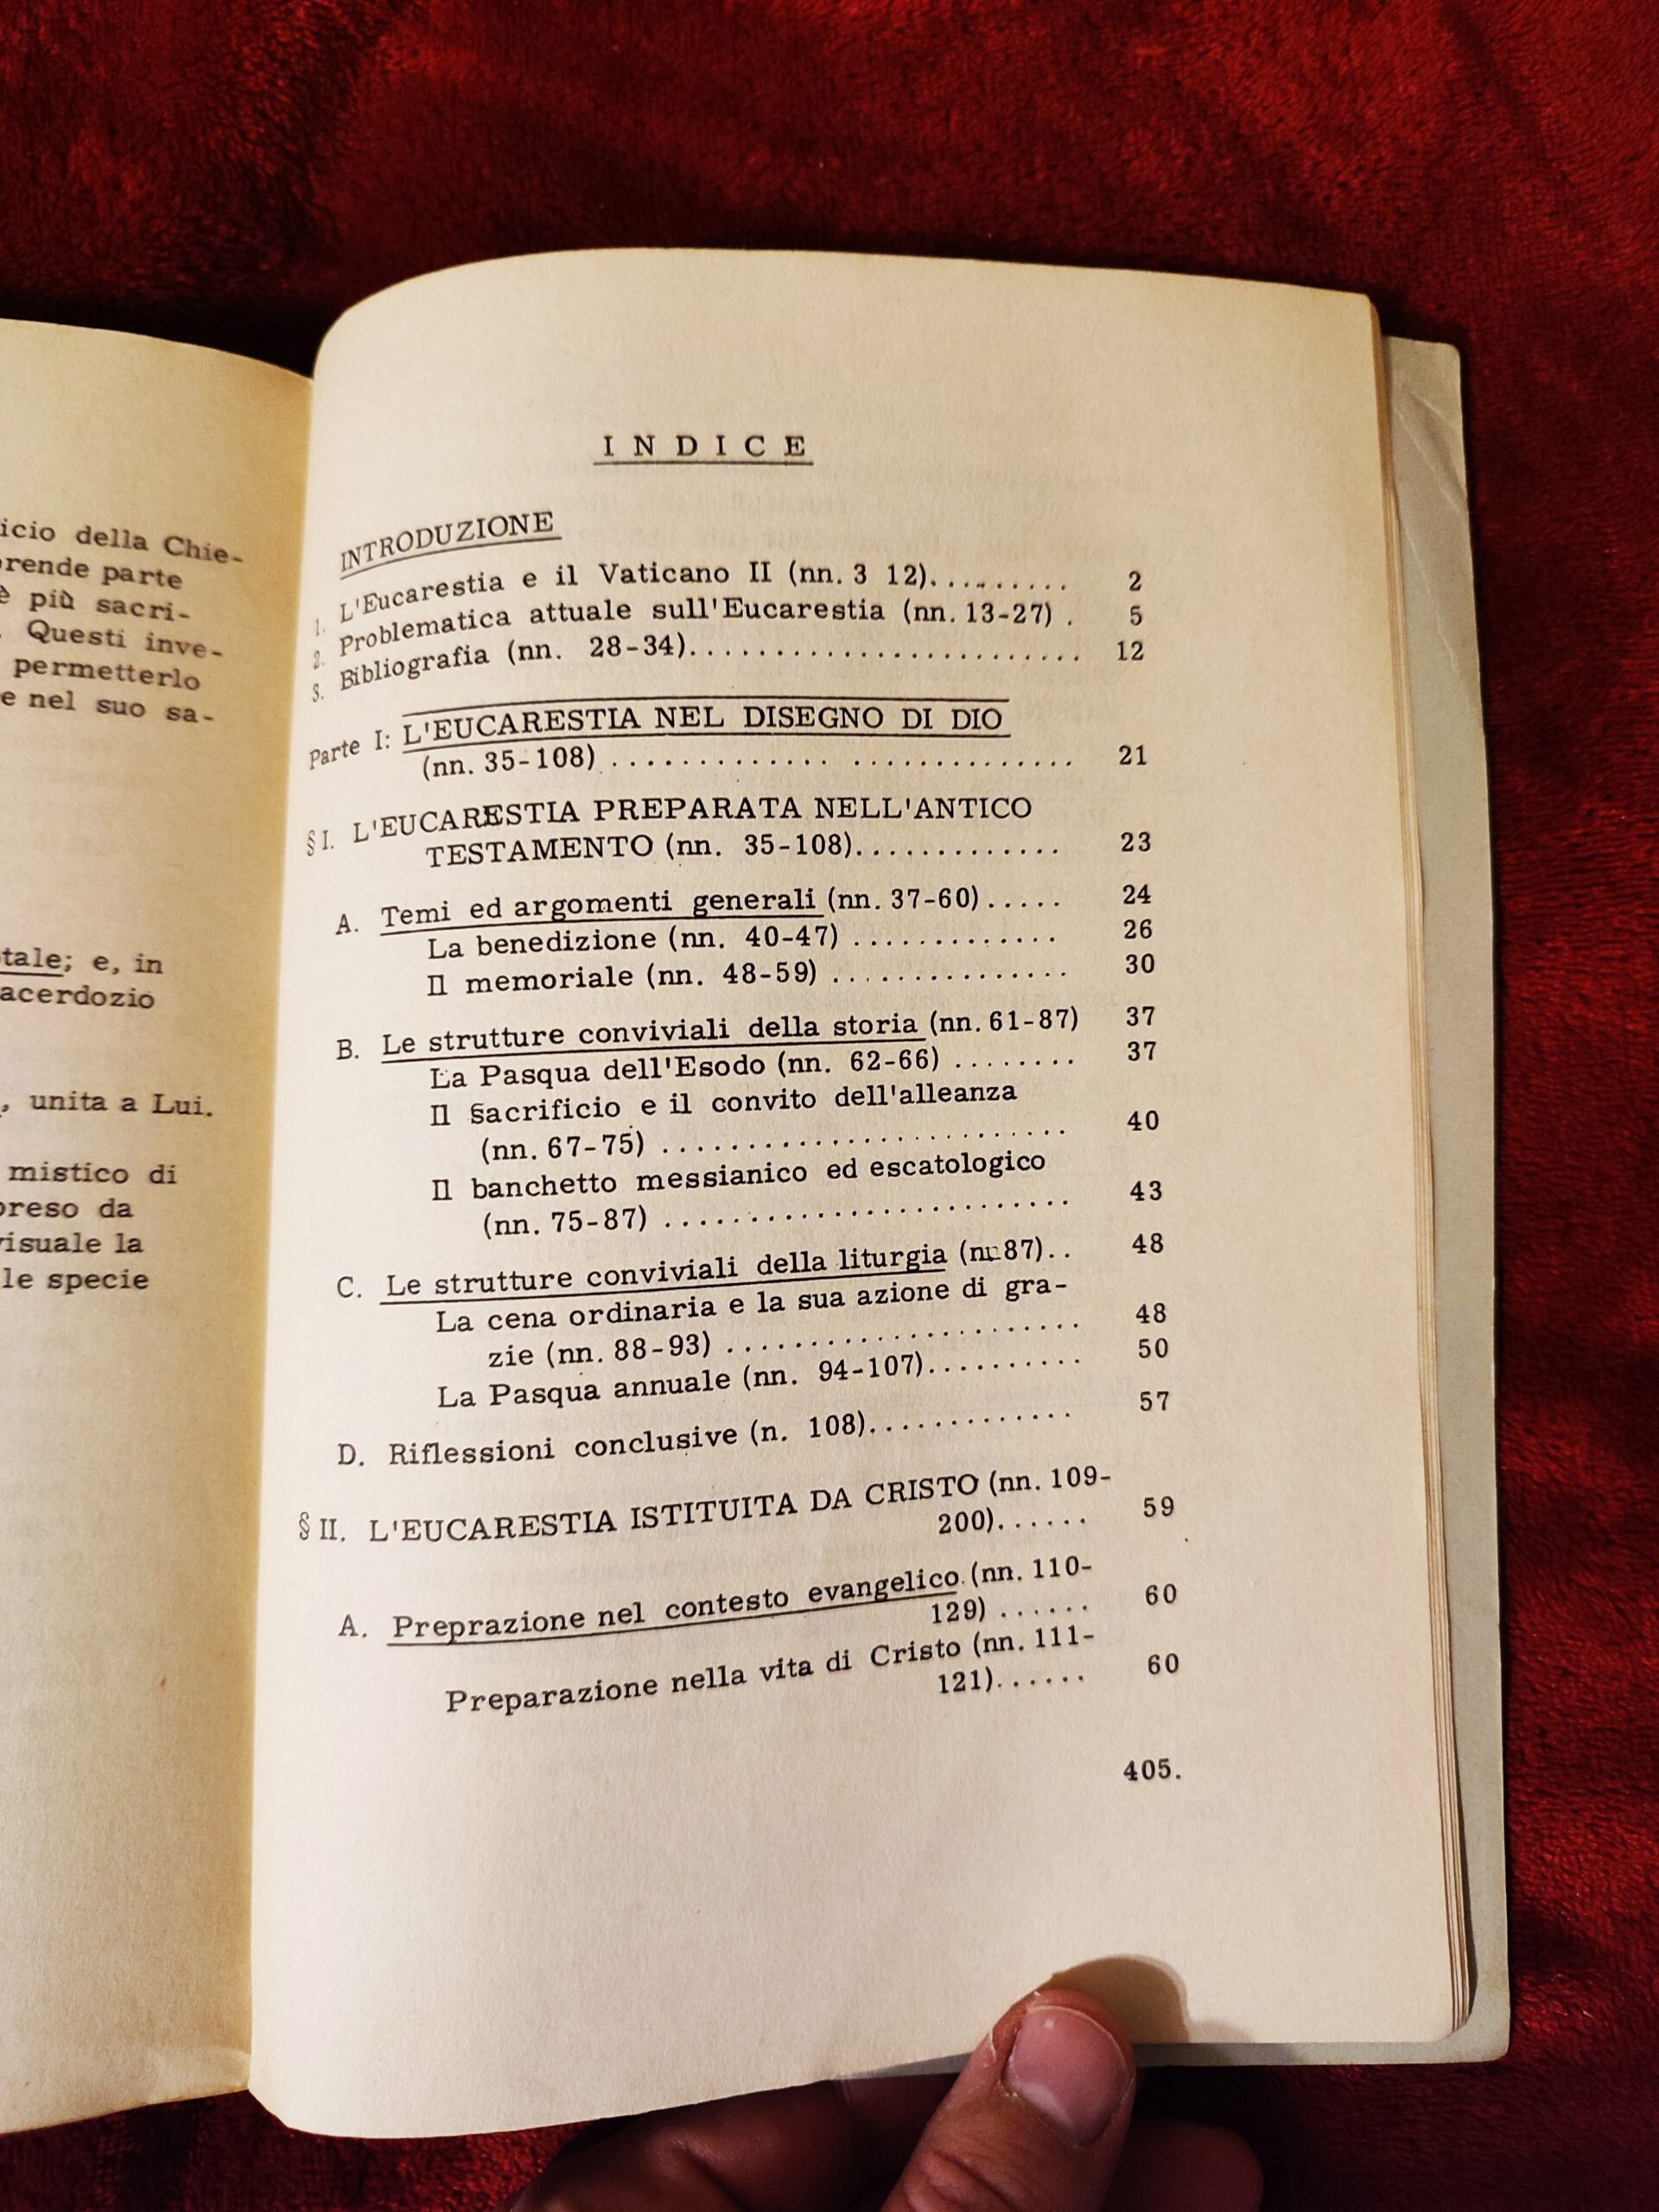 icio della Chie-
rende parte
è più sacri-
Questi inve-
permetterlo
e nel suo sa-
tale; e, in
acerdozio
, unita a Lui.
mistico di
preso da
visuale la
le specie
INDICE
INTRODUZIONE
1. L'Eucarestia e il Vaticano II (nn. 3 12)......... 2
2. Problematica attuale sull'Eucarestia (nn. 13-27) . 5
3. Bibliografia (nn. 28-34)........................ 12
Parte I: L'EUCARESTIA NEL DISEGNO DI DIO
(nn. 35-108) ............. .............. 21
§ I. L'EUCARESTIA PREPARATA NELL'ANTICO
TESTAMENTO (nn. 35-108)............. 23
A. Temi ed argomenti generali (nn. 37-60)..... 24
La benedizione (nn. 40-47) ............. 26
Il memoriale (nn. 48-59) ............... 30
B. Le strutture conviviali della storia (nn. 61-87) 37
La Pasqua dell'Esodo (nn. 62-66) ........ 37
Il sacrificio e il convito dell'alleanza
(nn. 67-75) ........................ 40
Il banchetto messianico ed escatologico
(nn. 75-87) ........................ 43
C. Le strutture conviviali della liturgia (nn87).. 48
La cena ordinaria e la sua azione di gra-
zie (nn. 88-93) ..................... 48
La Pasqua annuale (nn. 94-107).......... 50
D. Riflessioni conclusive (n. 108)............. 57
§ II. L'EUCARESTIA ISTITUITA DA CRISTO (nn. 109-
200)...... 59
A. Preprazione nel contesto evangelico (nn. 110-
129) ...... 60
Preparazione nella vita di Cristo (nn. 111-
121)...... 60
405.